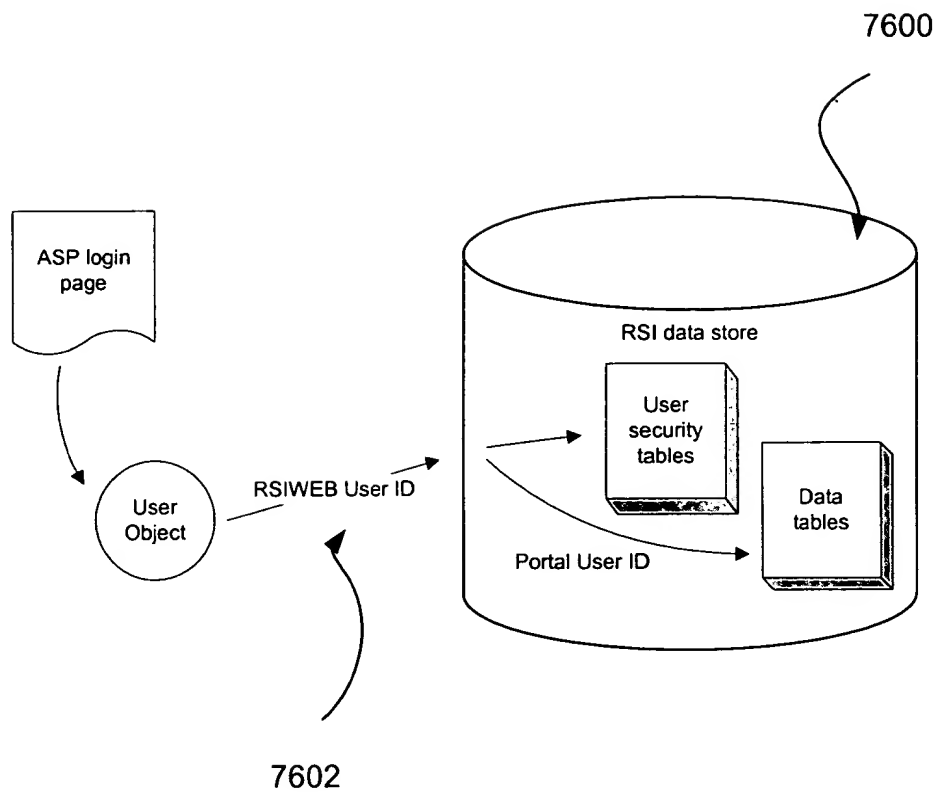 7600
ASP login
page
RSI data store
User
security
tables
RSIWEB User ID
User
Object
Data
tables
Portal User ID
7602